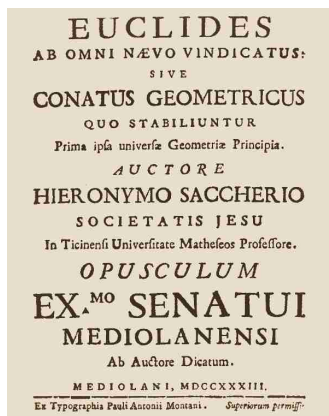 EUCLIDES
AB OMNI NÆVO VINDICATUS:
SIVE
CONATUS GEOMETRICUS
QUO STABILIUNTUR
Prima ipſa univerſæ Geometriæ Principia.
AUCTORE
HIERONYMO SACCHERIO
SOCIETATIS JESU
In Ticinenſi Univerſitate Matheſeos Profeſſore.
OPUSCULUM
EX.MO SENATUI
MEDIOLANENSI
Ab Auctore Dicatum.
MEDIOLANI, MDCCXXXIII.
Ex Typographia Pauli Antonii Montani. Superiorum permiſſ.